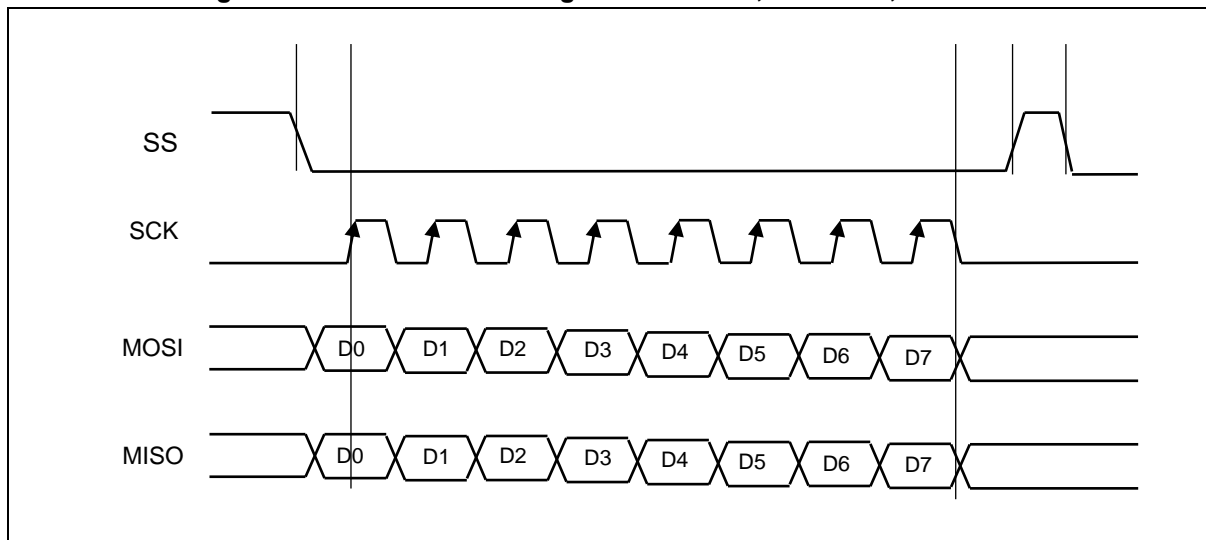 SS
SCK
MOSI D0 D1 D2 D3 D4 D5 D6 D7
MISO D0 D1 D2 D3 D4 D5 D6 D7